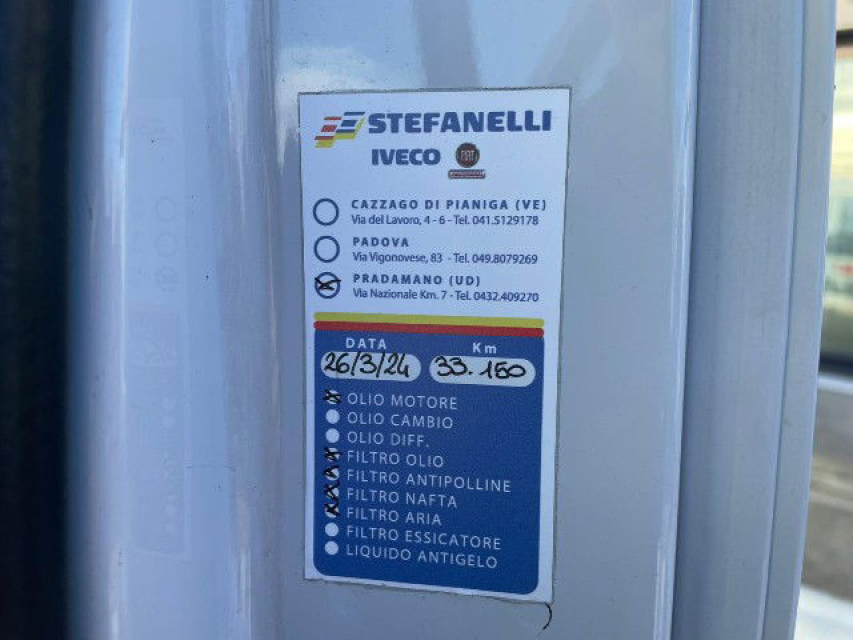 STEFANELLI
IVECO FIAT
CAZZAGO DI PIANIGA (VE)
Via del Lavoro, 4 - 6 - Tel. 041.5129178
PADOVA
Via Vigonovese, 83 - Tel. 049.8079269
PRADAMANO (UD)
Via Nazionale Km. 7 - Tel. 0432.409270
DATA Km
26/3/24 33.150
OLIO MOTORE
OLIO CAMBIO
OLIO DIFF.
FILTRO OLIO
FILTRO ANTIPOLLINE
FILTRO NAFTA
FILTRO ARIA
FILTRO ESSICATORE
LIQUIDO ANTIGELO